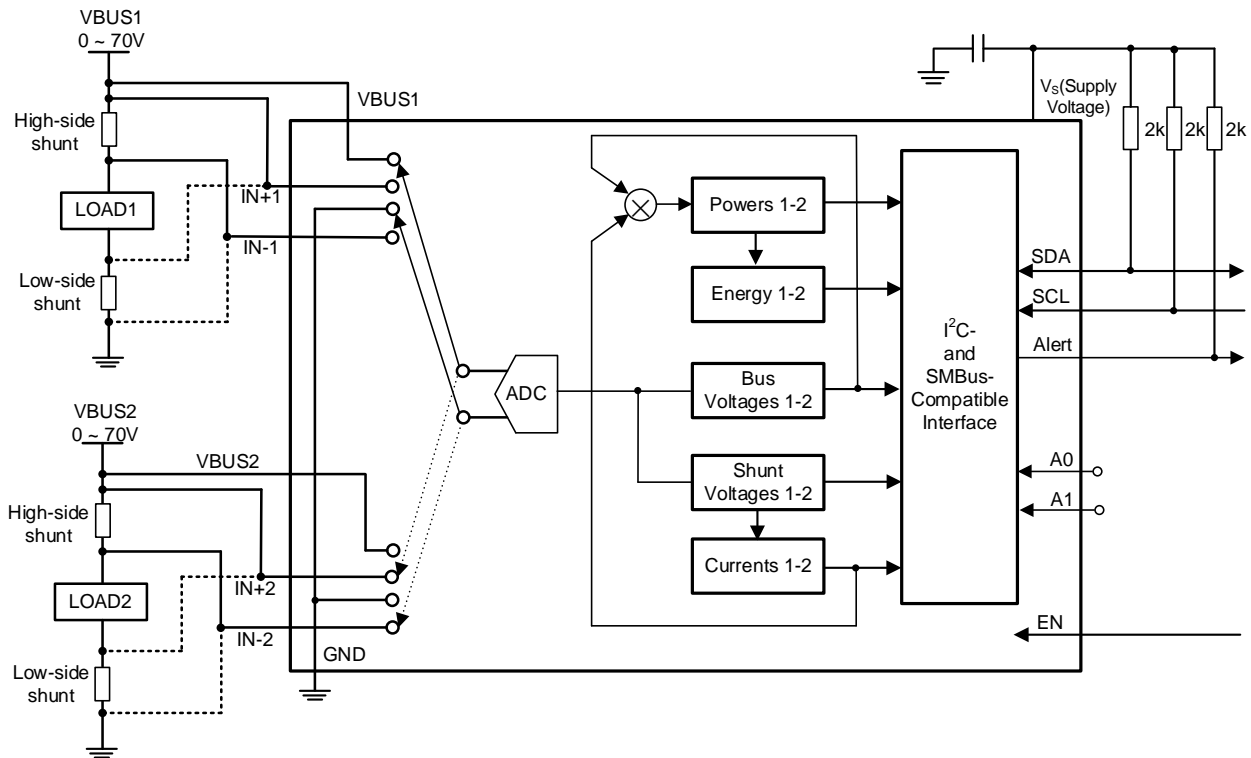 VBUS1
0 ~ 70V
VBUS1
High-side
shunt
LOAD1
IN+1
IN-1
Low-side
shunt
VBUS2
0 ~ 70V
VBUS2
High-side
shunt
LOAD2
IN+2
IN-2
Low-side
shunt
GND
ADC
Powers 1-2
Energy 1-2
Bus
Voltages 1-2
Shunt
Voltages 1-2
Currents 1-2
I²C-
and
SMBus-
Compatible
Interface
VS(Supply
Voltage)
2k
2k
2k
SDA
SCL
Alert
A0
A1
EN